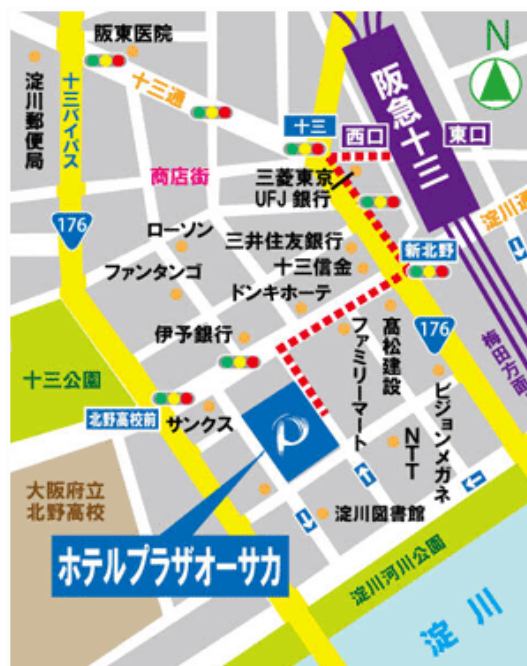 阪東医院
N
淀川郵便局
十三バイパス
十三通
十三
西口
阪急十三
東口
商店街
三菱東京
UFJ 銀行
淀川通
176
ローソン
三井住友銀行
新北野
ファンタンゴ
十三信金
ドンキホーテ
伊予銀行
ファミリーマート
髙松建設
176
梅田方面
十三公園
北野高校前
サンクス
P
NTT
ビジョンメガネ
大阪府立
北野高校
淀川図書館
ホテルプラザオーサカ
淀川河川公園
淀川